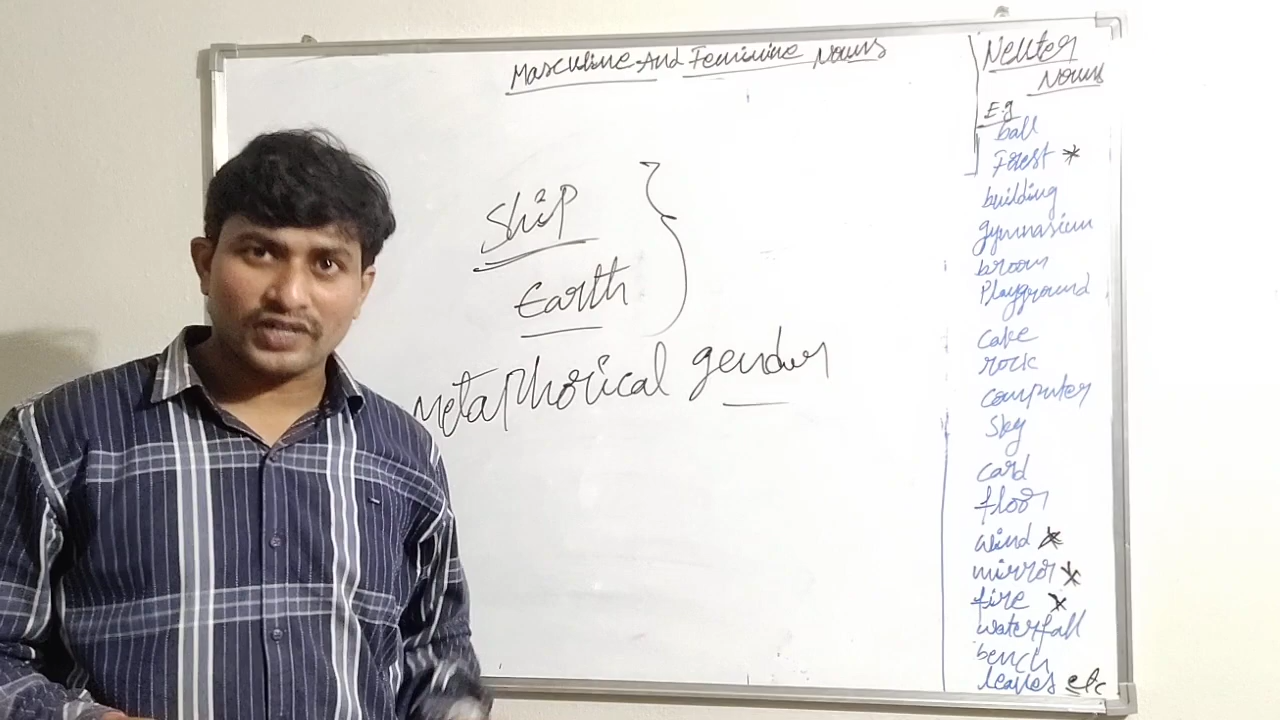 Masculine And Feminine Nouns
Ship
Earth
Metaphorical gender
Neuter
Nouns
E.g
ball
Forest *
building
gymnasium
broom
Playground
cake
rock
computer
sky
card
floor
wind *
mirror *
fire *
waterfall
bench
leaves etc